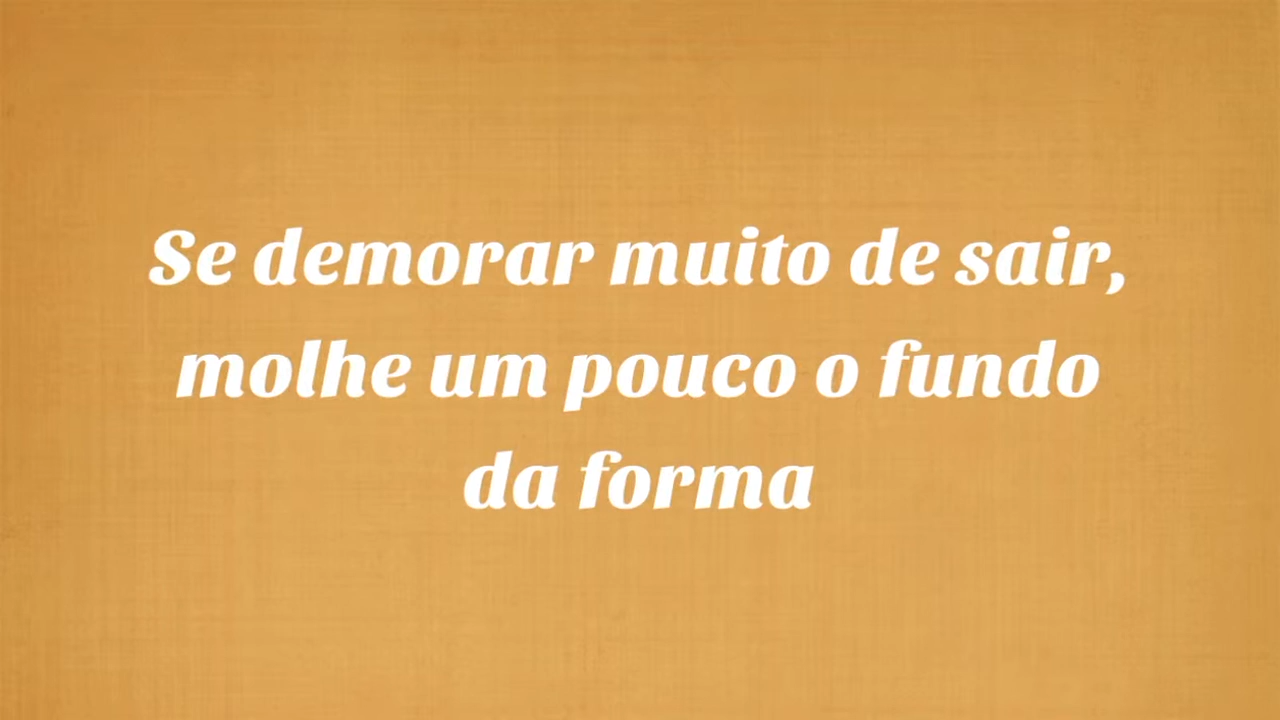 Se demorar muito de sair,
molhe um pouco o fundo
da forma